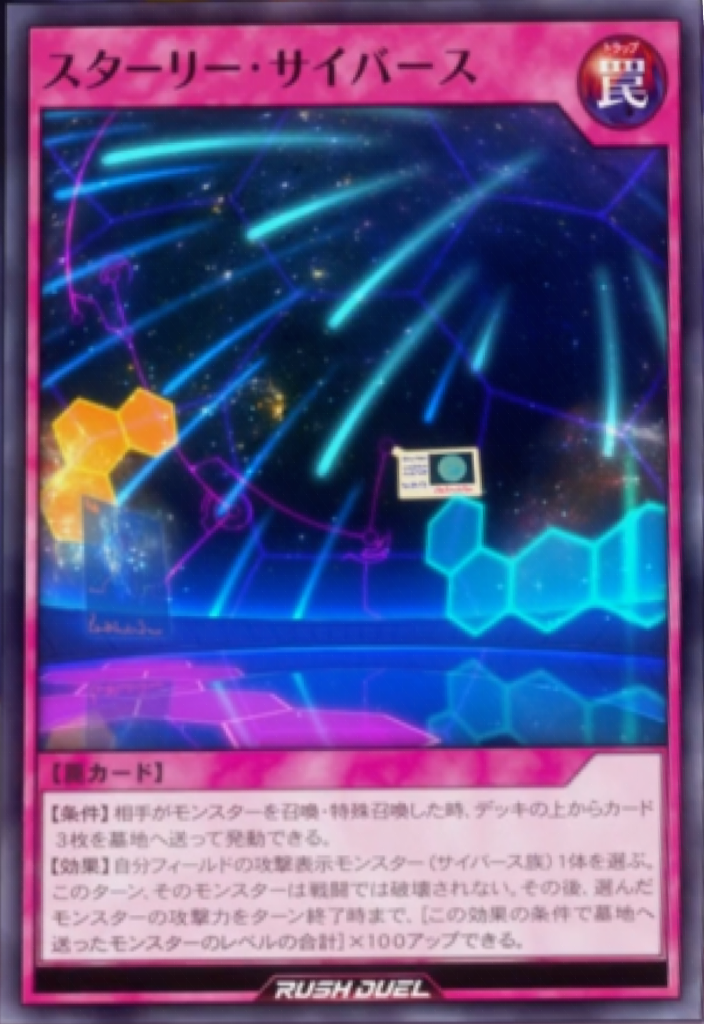 スターリー・サイバース
トラップ
罠
【罠カード】
【条件】相手がモンスターを召喚・特殊召喚した時、デッキの上からカード
3枚を墓地へ送って発動できる。
【効果】自分フィールドの攻撃表示モンスター(サイバース族)1体を選ぶ。
このターン、そのモンスターは戦闘では破壊されない。その後、選んだ
モンスターの攻撃力をターン終了時まで、[この効果の条件で墓地へ
送ったモンスターのレベルの合計]×100アップできる。
RUSH DUEL